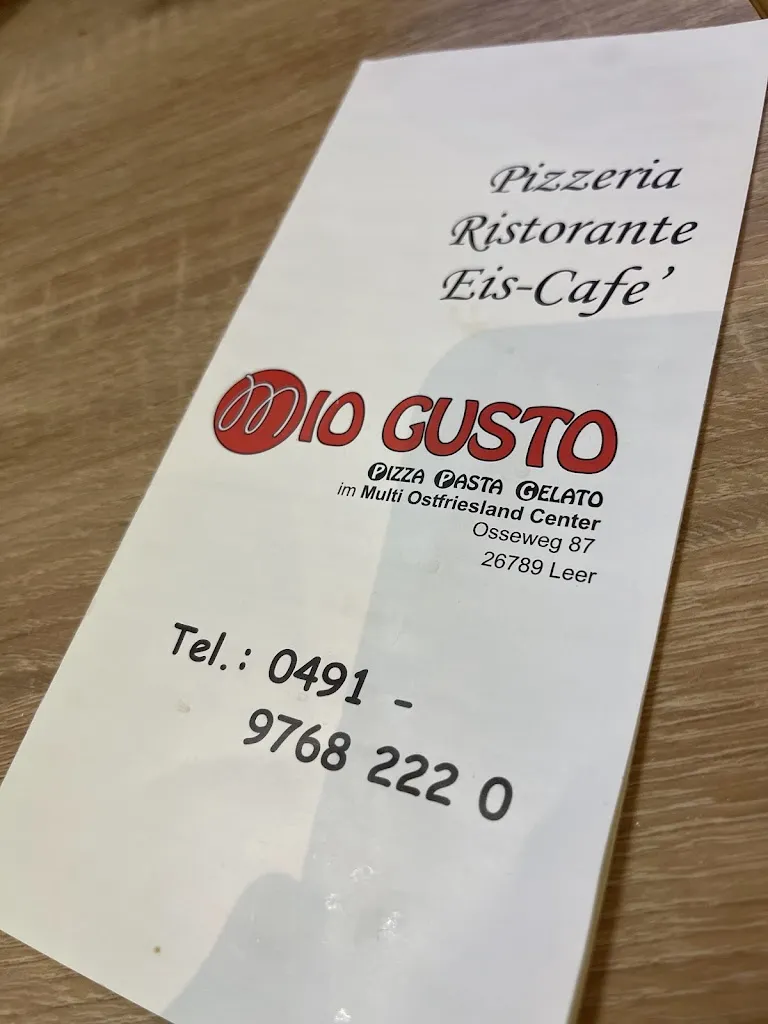 Pizzeria
Ristorante
Eis-Cafe'
MIO GUSTO
PIZZA PASTA GELATO
im Multi Ostfriesland Center
Osseweg 87
26789 Leer
Tel.: 0491 -
9768 222 0